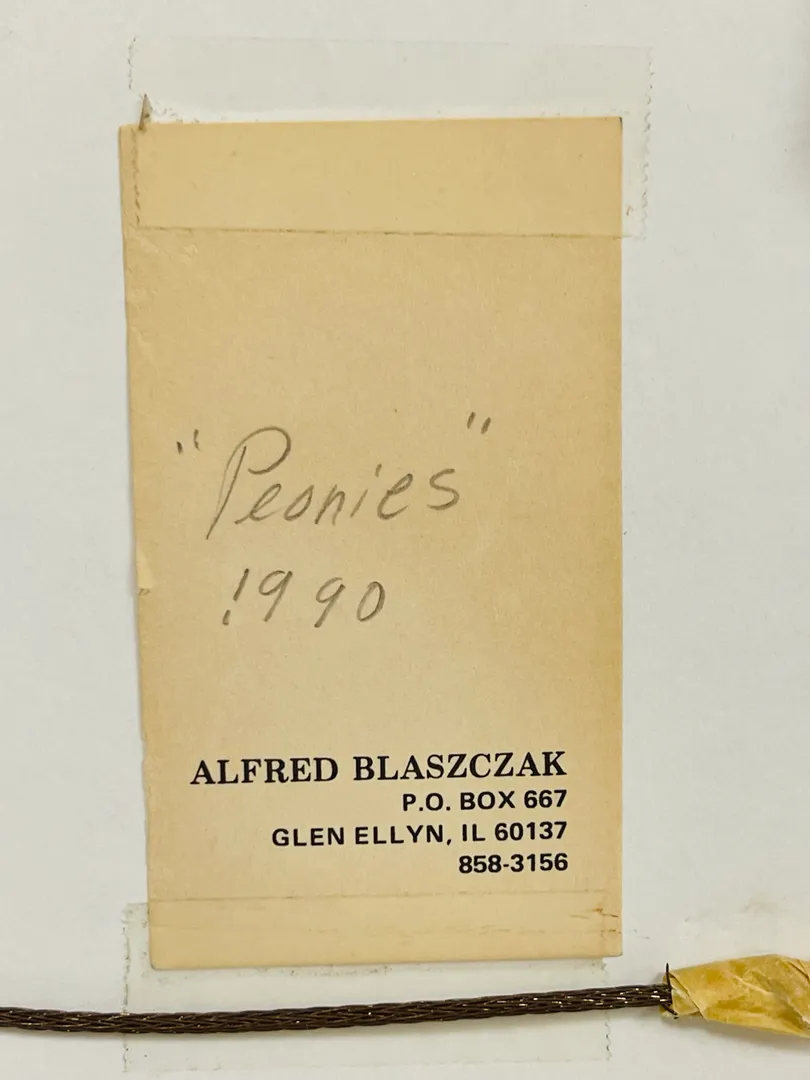 "Peonies"
1990
ALFRED BLASZCZAK
P.O. BOX 667
GLEN ELLYN, IL 60137
858-3156